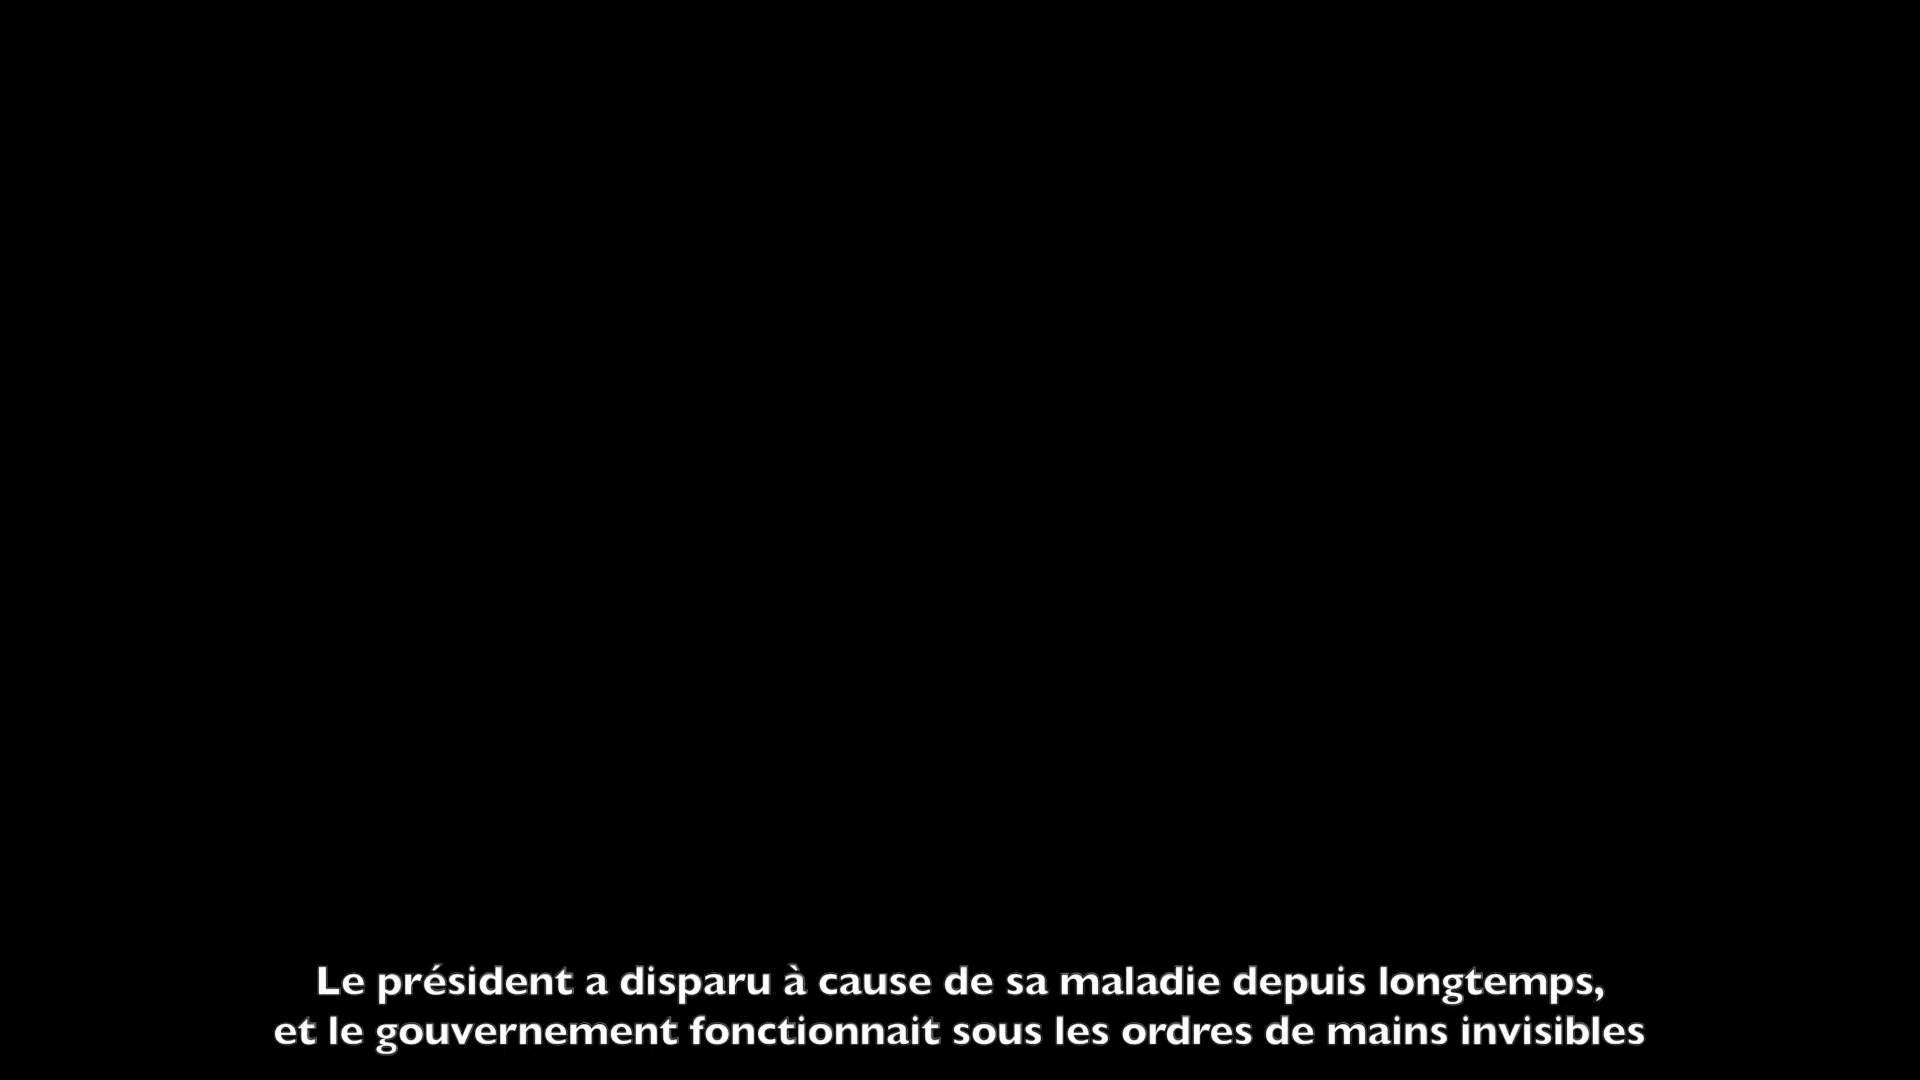 Le président a disparu à cause de sa maladie depuis longtemps,
et le gouvernement fonctionnait sous les ordres de mains invisibles